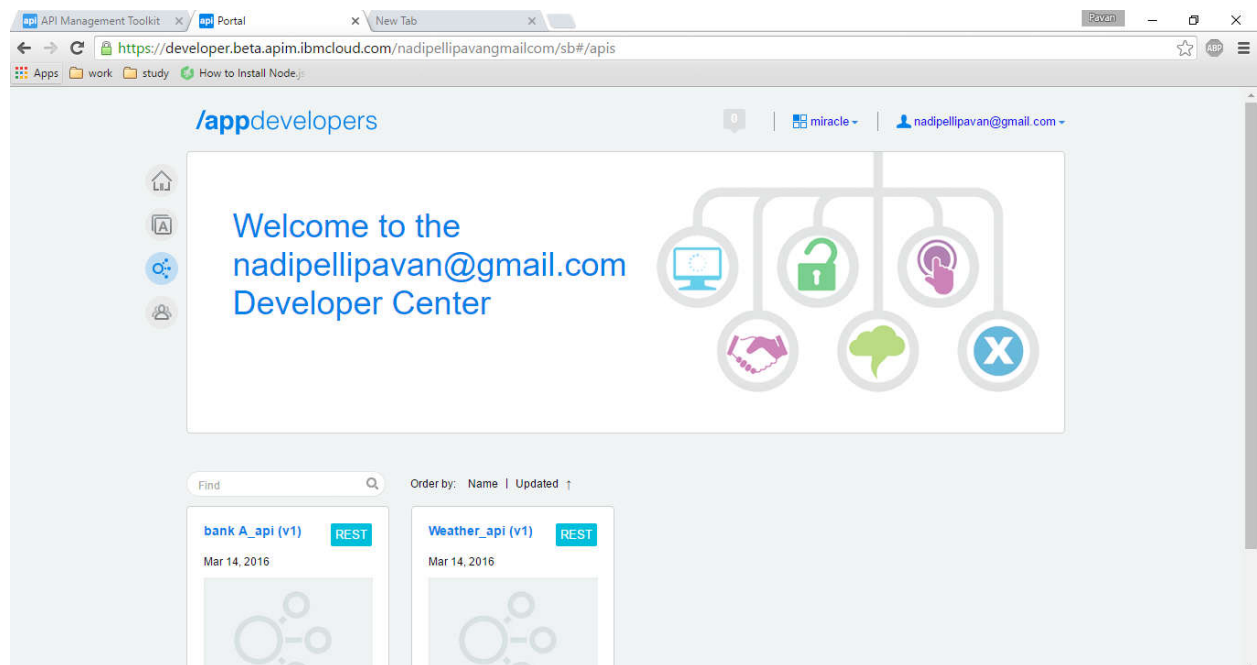 API Management Toolkit
Portal
New Tab
Pavan
https://developer.beta.apim.ibmcloud.com/nadipellipavangmailcom/sb#/apis
ABP
Apps work study How to Install Node.js
/appdevelopers
0
miracle
nadipellipavan@gmail.com
A
Welcome to the
nadipellipavan@gmail.com
Developer Center
X
Find
Order by: Name | Updated ↑
bank A_api (v1) REST
Mar 14, 2016
Weather_api (v1) REST
Mar 14, 2016